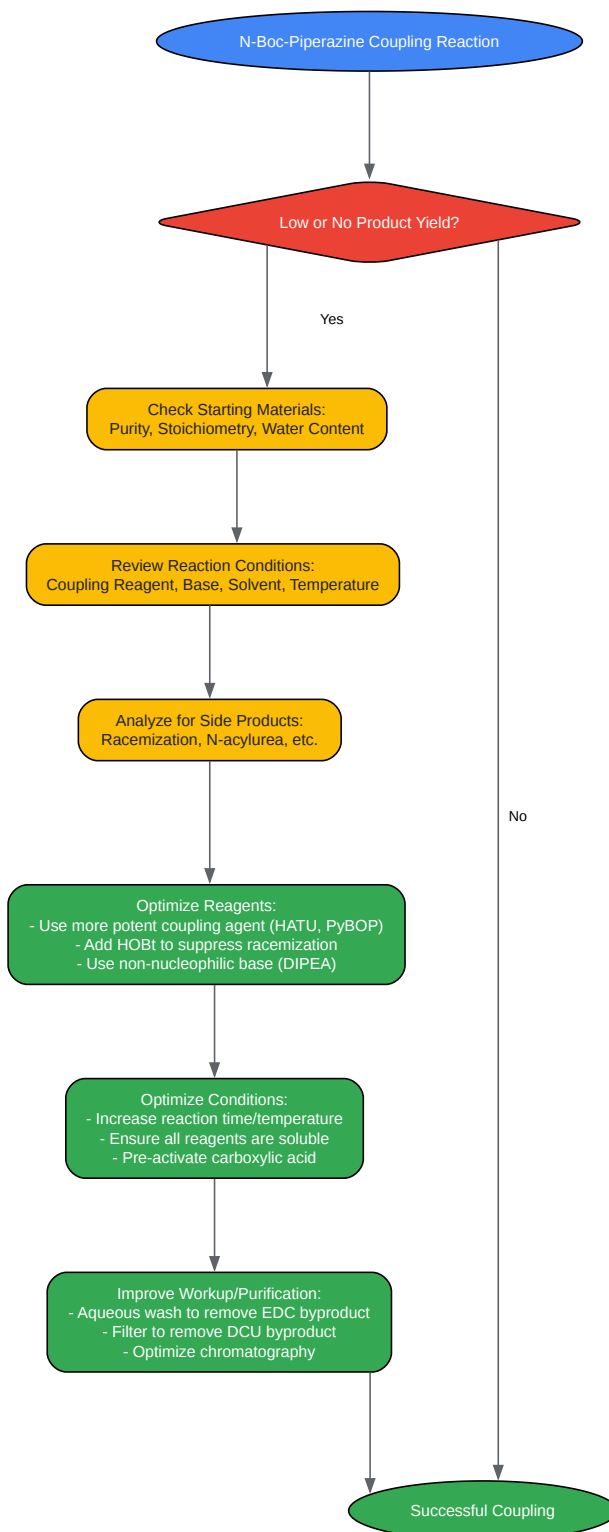 N-Boc-Piperazine Coupling Reaction
Low or No Product Yield?
Yes
Check Starting Materials:
Purity, Stoichiometry, Water Content
Review Reaction Conditions:
Coupling Reagent, Base, Solvent, Temperature
Analyze for Side Products:
Racemization, N-acylurea, etc.
No
Optimize Reagents:
- Use more potent coupling agent (HATU, PyBOP)
- Add HOBt to suppress racemization
- Use non-nucleophilic base (DIPEA)
Optimize Conditions:
- Increase reaction time/temperature
- Ensure all reagents are soluble
- Pre-activate carboxylic acid
Improve Workup/Purification:
- Aqueous wash to remove EDC byproduct
- Filter to remove DCU byproduct
- Optimize chromatography
Successful Coupling